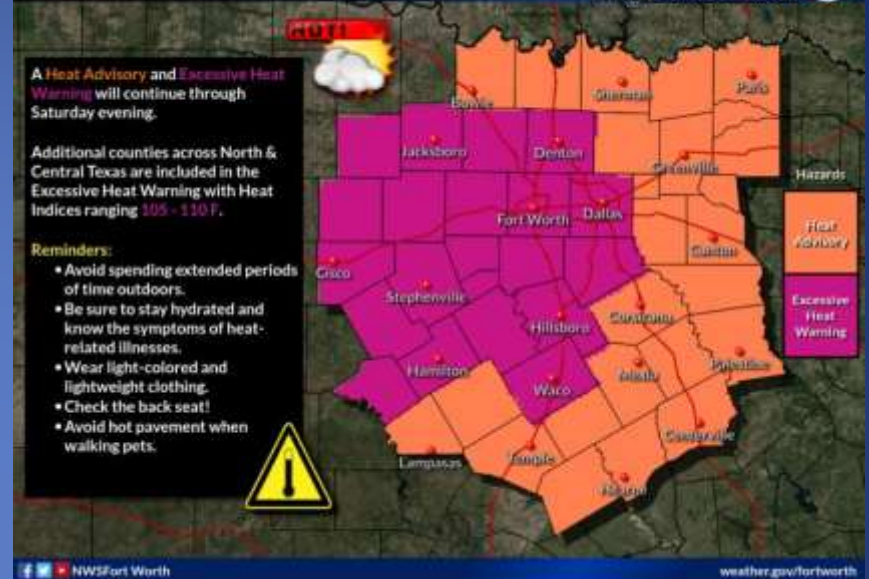 HOT!
A Heat Advisory and Excessive Heat
Warning will continue through
Saturday evening.
Additional counties across North &
Central Texas are included in the
Excessive Heat Warning with Heat
Indices ranging 105 - 110 F.
Reminders:
• Avoid spending extended periods
of time outdoors.
• Be sure to stay hydrated and
know the symptoms of heat-
related illnesses.
• Wear light-colored and
lightweight clothing.
• Check the back seat!
• Avoid hot pavement when
walking pets.
Bowie
Sherman
Paris
Jacksboro
Denton
Greenville
Fort Worth
Dallas
Canton
Cisco
Stephenville
Hillsboro
Corsicana
Hamilton
Mexia
Palestine
Waco
Centerville
Lampasas
Temple
Hearne
Hazards
Heat
Advisory
Excessive
Heat
Warning
NWSFort Worth
weather.gov/fortworth